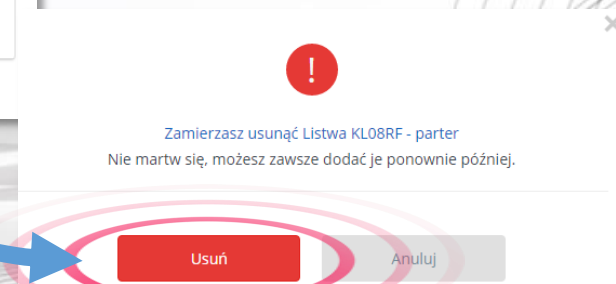 !
Zamierzasz usunąć Listwa KL08RF - parter
Nie martw się, możesz zawsze dodać je ponownie później.
Usuń
Anuluj